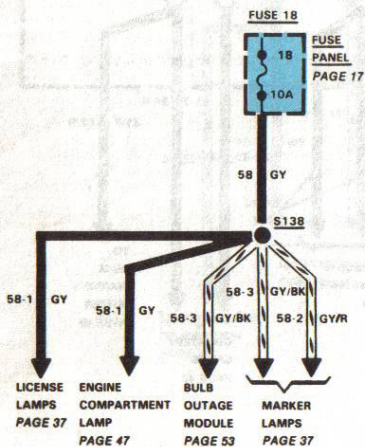 FUSE 18
FUSE
PANEL
PAGE 17
18
10A
58 GY
S138
58-1 GY
58-1 GY
58-3 GY/BK
58-3 GY/BK
58-2 GY/R
LICENSE
LAMPS
PAGE 37
ENGINE
COMPARTMENT
LAMP
PAGE 47
BULB
OUTAGE
MODULE
PAGE 53
MARKER
LAMPS
PAGE 37